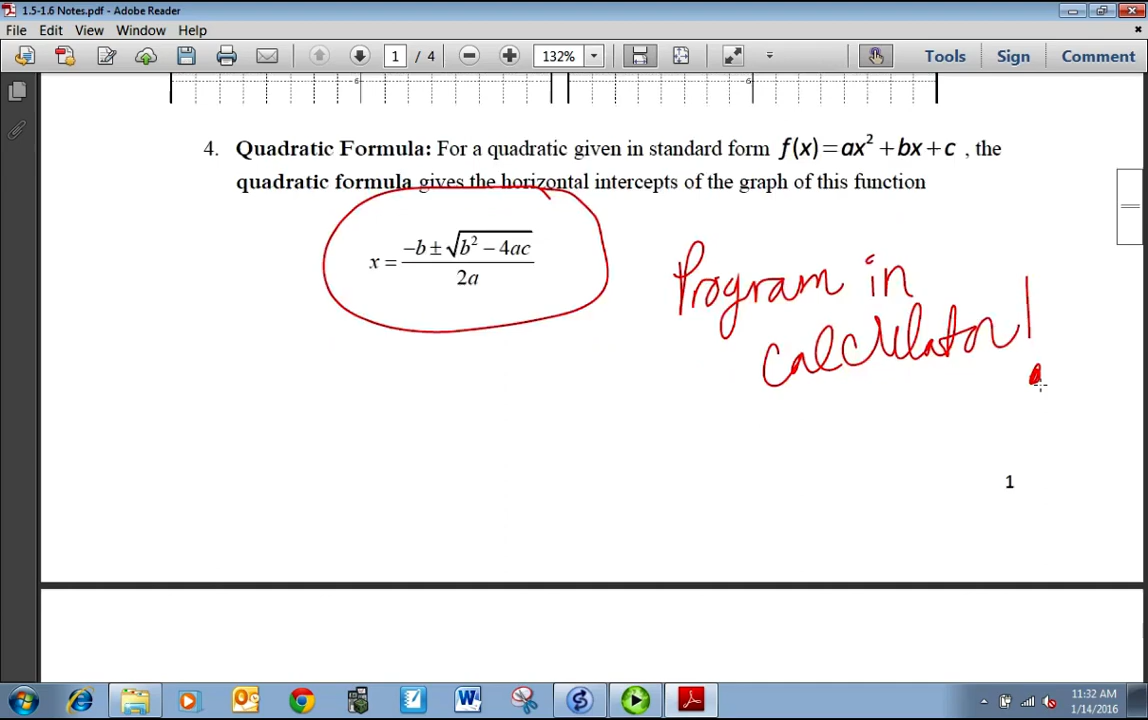 1.5-1.6 Notes.pdf - Adobe Reader
File Edit View Window Help
1 / 4 132% Tools Sign Comment
4. Quadratic Formula: For a quadratic given in standard form f(x)=ax²+bx+c , the
quadratic formula gives the horizontal intercepts of the graph of this function
x = (-b ± √(b² − 4ac)) / 2a
Program in
calculator!
1
11:32 AM
1/14/2016